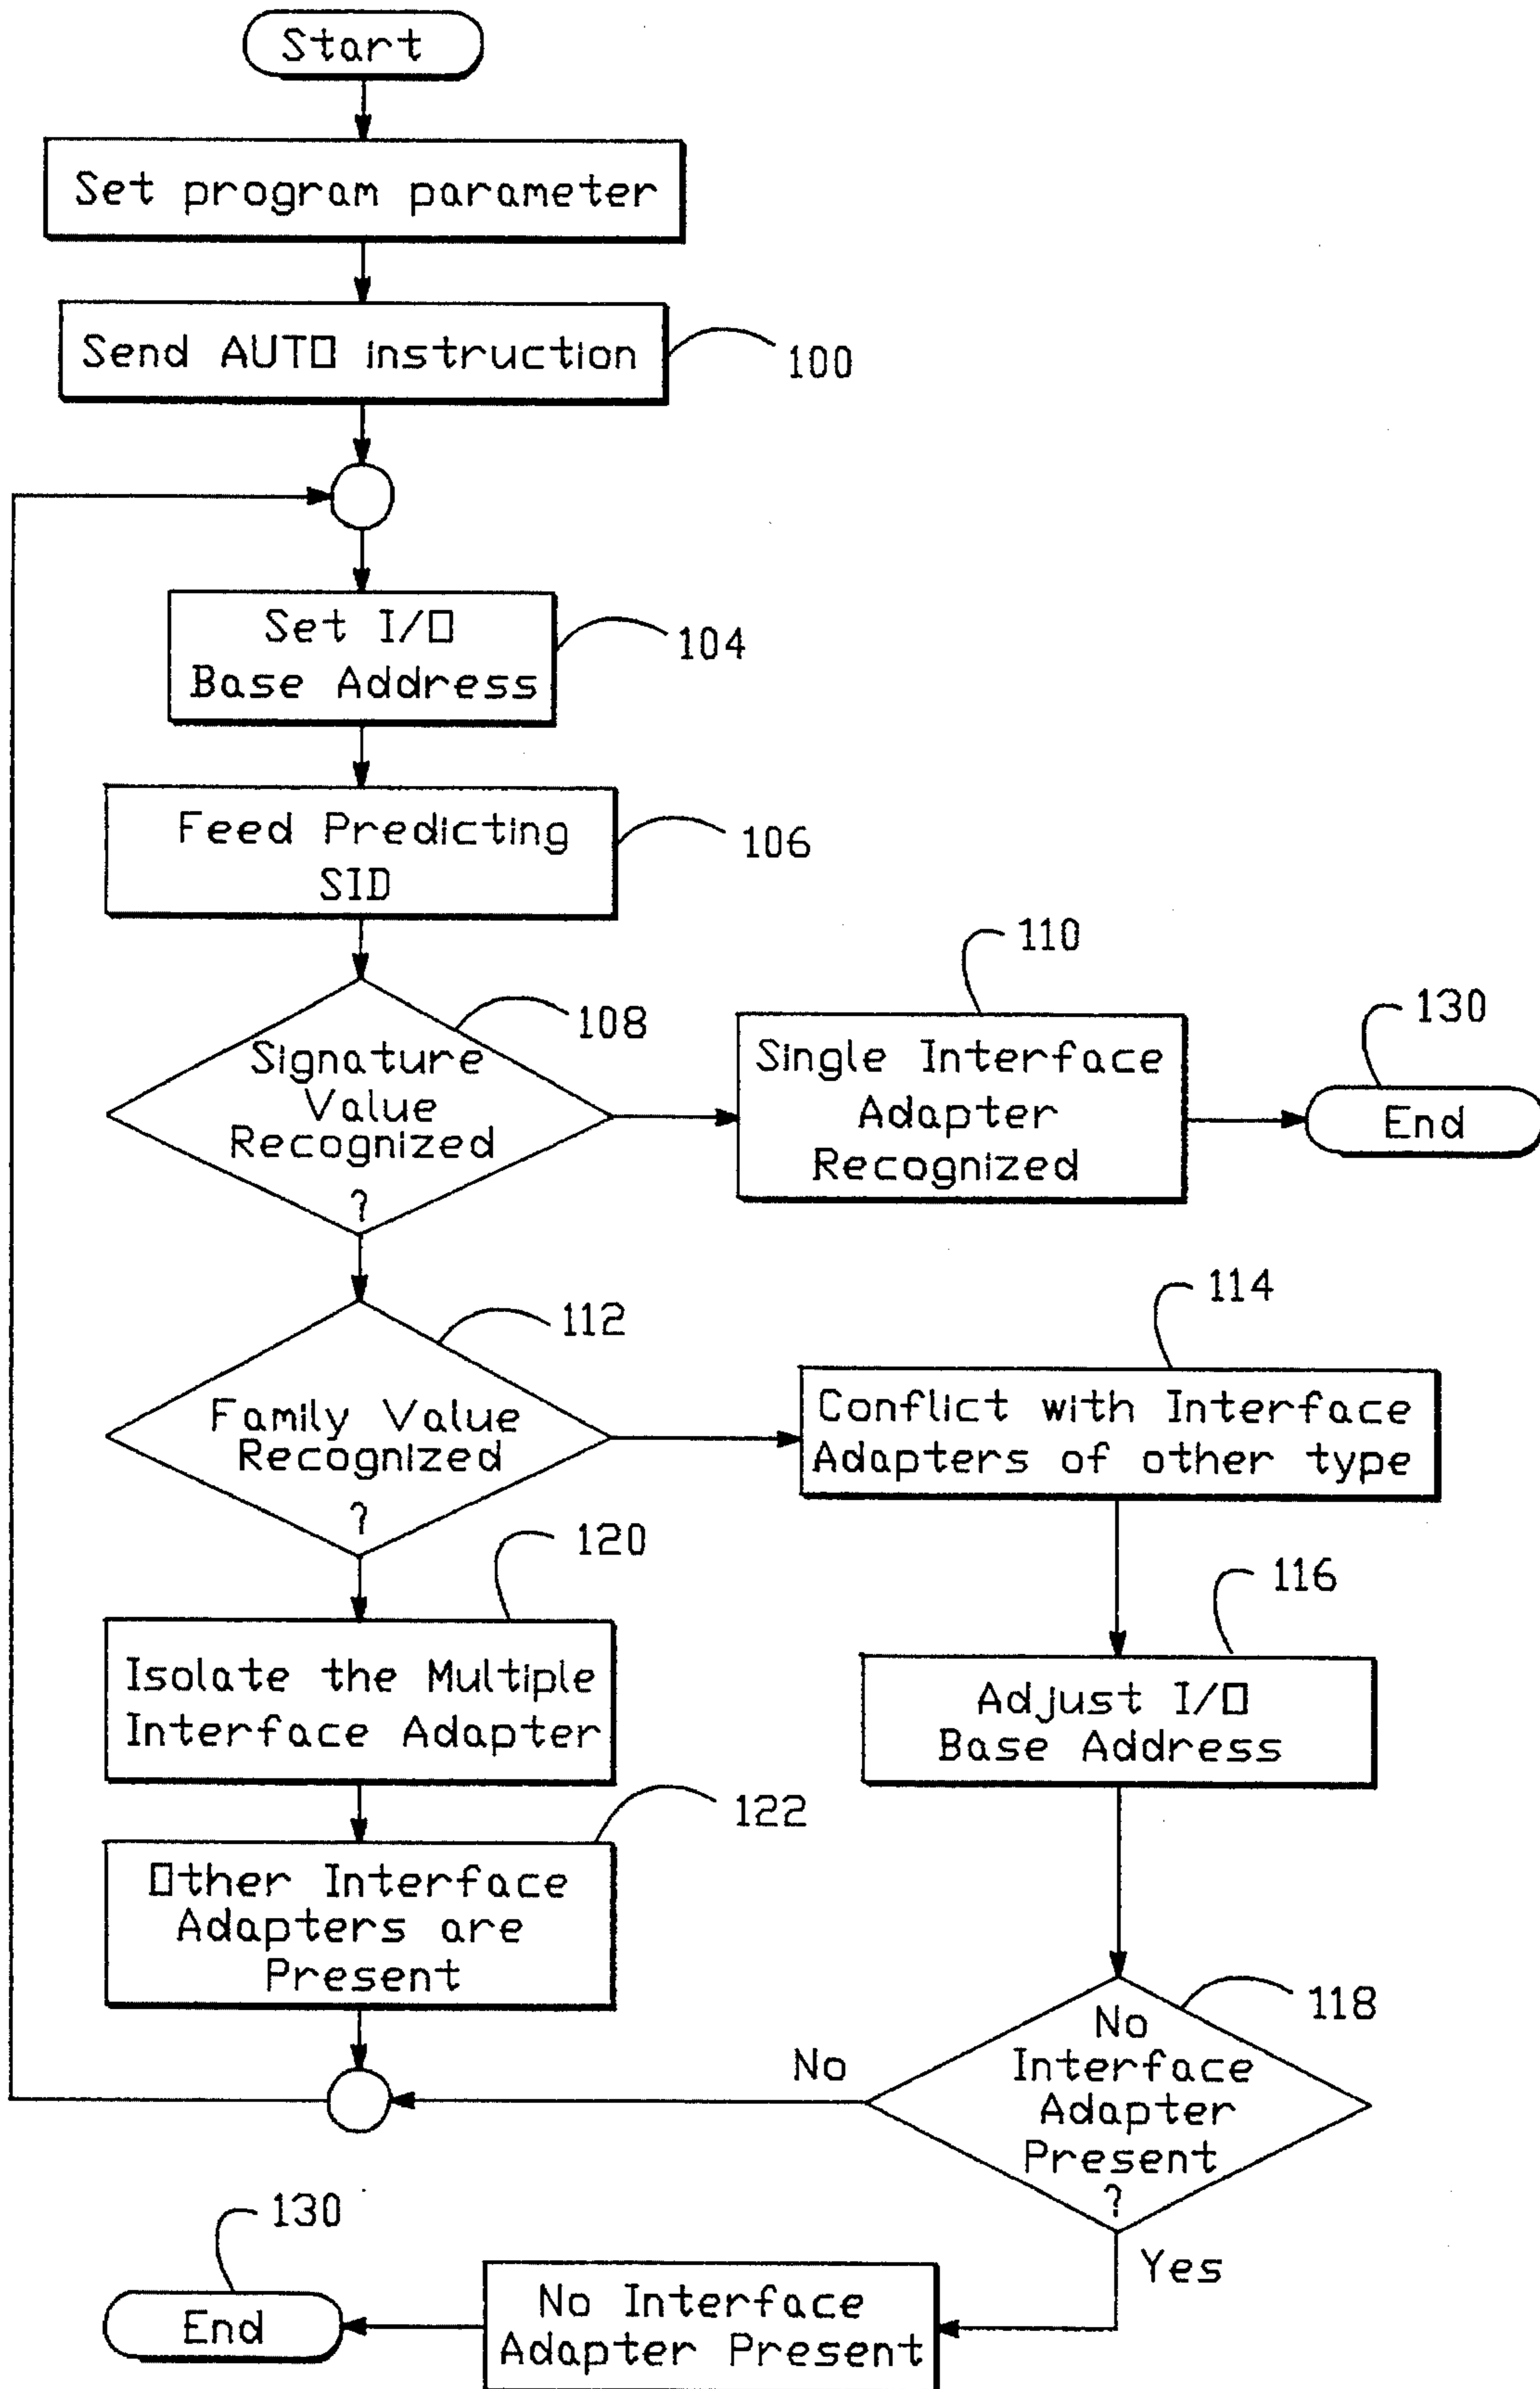 Start
Set program parameter
Send AUTO instruction
100
Set I/O
Base Address
104
Feed Predicting
SID
106
108
Signature
Value
Recognized
?
110
Single Interface
Adapter
Recognized
130
End
112
Family Value
Recognized
?
114
Conflict with Interface
Adapters of other type
120
Isolate the Multiple
Interface Adapter
116
Adjust I/O
Base Address
122
Other Interface
Adapters are
Present
118
No
Interface
Adapter
Present
?
No
Yes
No Interface
Adapter Present
130
End